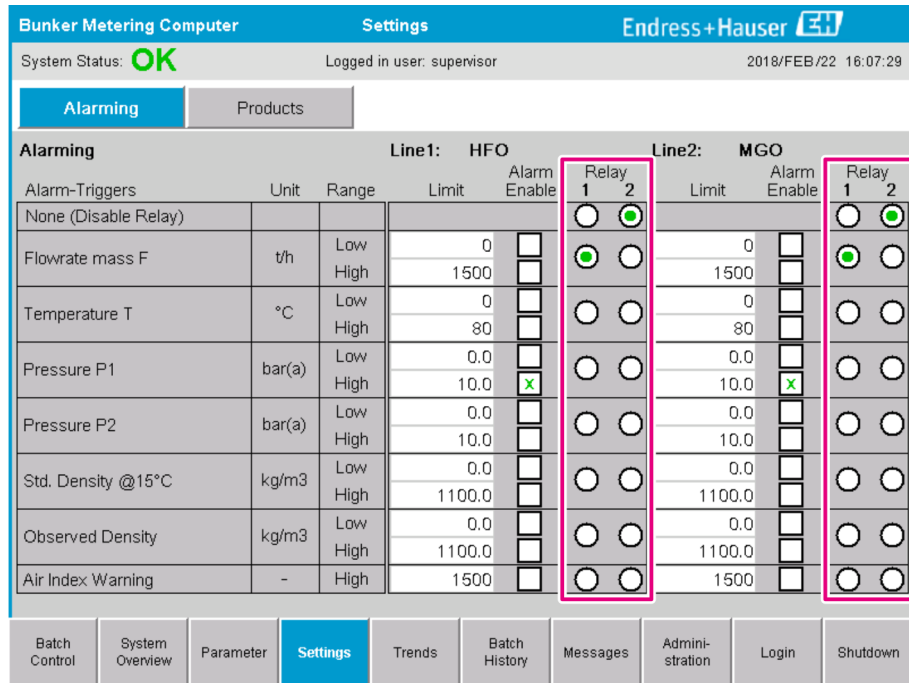 Bunker Metering Computer Settings Endress+Hauser EH
System Status: OK Logged in user: supervisor 2018/FEB/22 16:07:29
Alarming Products
Alarming Line1: HFO Line2: MGO
Alarm-Triggers Unit Range Limit Alarm Enable Relay 1 2 Limit Alarm Enable Relay 1 2
None (Disable Relay)
Flowrate mass F t/h Low 0 0
High 1500 1500
Temperature T °C Low 0 0
High 80 80
Pressure P1 bar(a) Low 0.0 0.0
High 10.0 x 10.0 x
Pressure P2 bar(a) Low 0.0 0.0
High 10.0 10.0
Std. Density @15°C kg/m3 Low 0.0 0.0
High 1100.0 1100.0
Observed Density kg/m3 Low 0.0 0.0
High 1100.0 1100.0
Air Index Warning - High 1500 1500
Batch Control System Overview Parameter Settings Trends Batch History Messages Admini-stration Login Shutdown